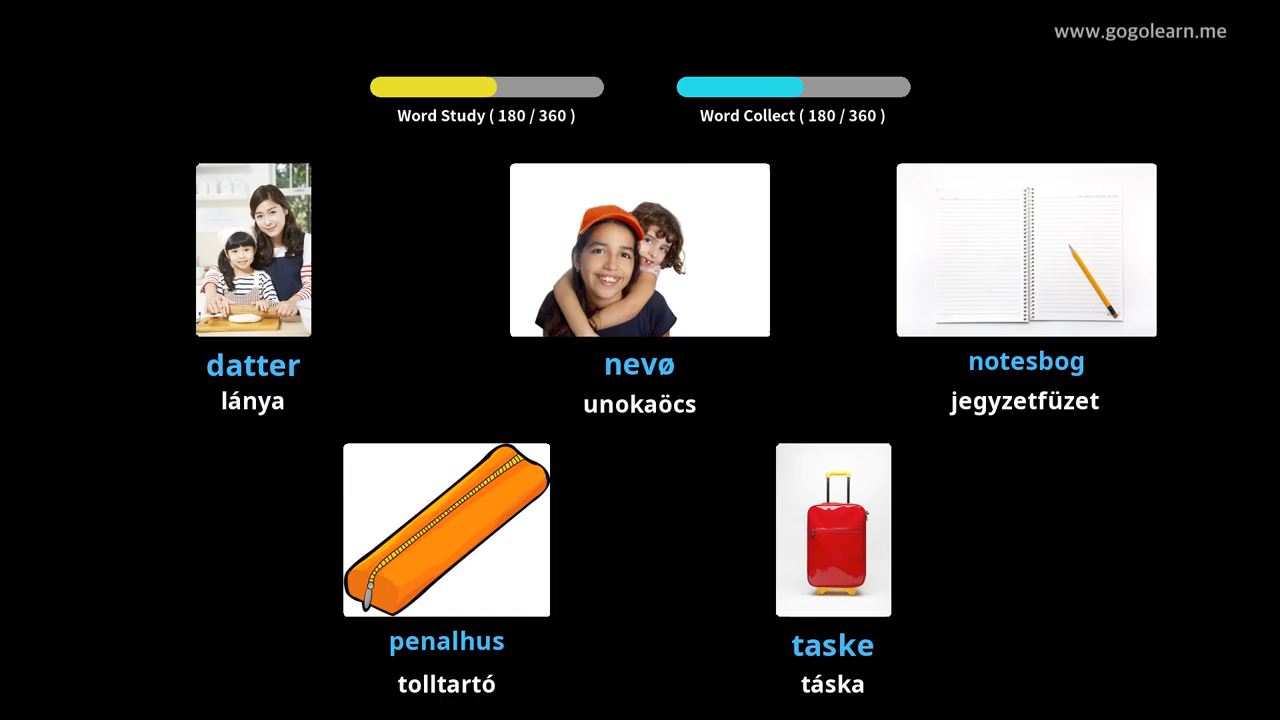 www.gogolearn.me
Word Study ( 180 / 360 )
Word Collect ( 180 / 360 )
datter
lánya
nevø
unokaöcs
notesbog
jegyzetfüzet
penalhus
tolltartó
taske
táska